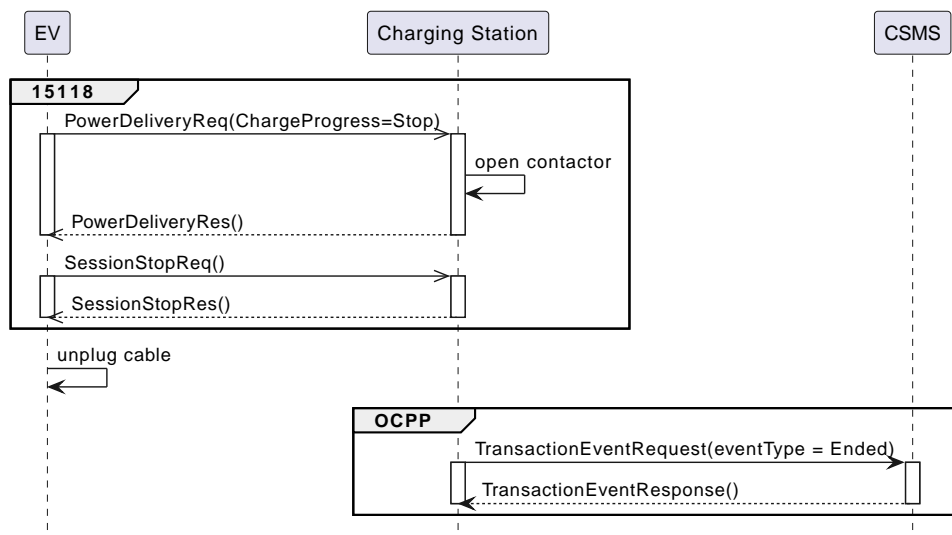 EV
Charging Station
CSMS
15118
PowerDeliveryReq(ChargeProgress=Stop)
open contactor
PowerDeliveryRes()
SessionStopReq()
SessionStopRes()
unplug cable
OCPP
TransactionEventRequest(eventType = Ended)
TransactionEventResponse()